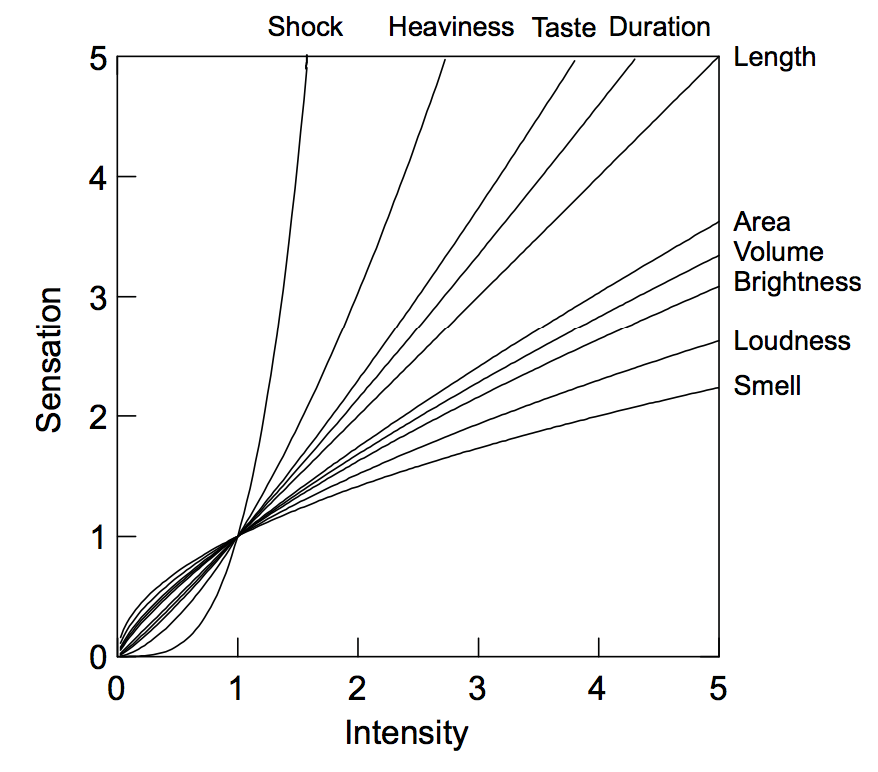 Shock Heaviness Taste Duration
5 Length
4
Area
Volume
3 Brightness
Loudness
Smell
2
1
0
0 1 2 3 4 5
Sensation
Intensity